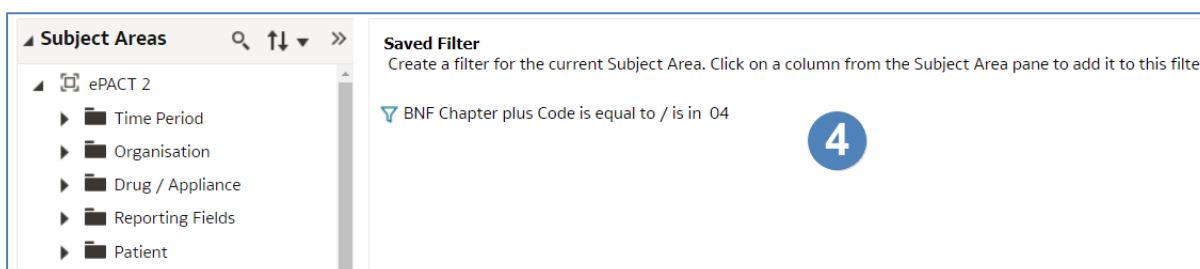 Subject Areas
ePACT 2
Time Period
Organisation
Drug / Appliance
Reporting Fields
Patient
Saved Filter
Create a filter for the current Subject Area. Click on a column from the Subject Area pane to add it to this filte
BNF Chapter plus Code is equal to / is in 04
4